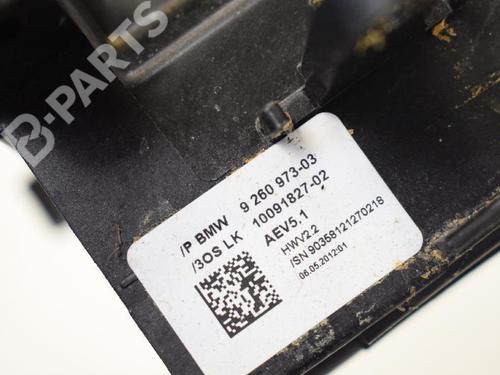 B-PARTS
/P BMW 9 260 973-03
/3OS LK 10091827-02
AEV5.1
HWV2.2
/SN 90358121270218
06.05.2012:01